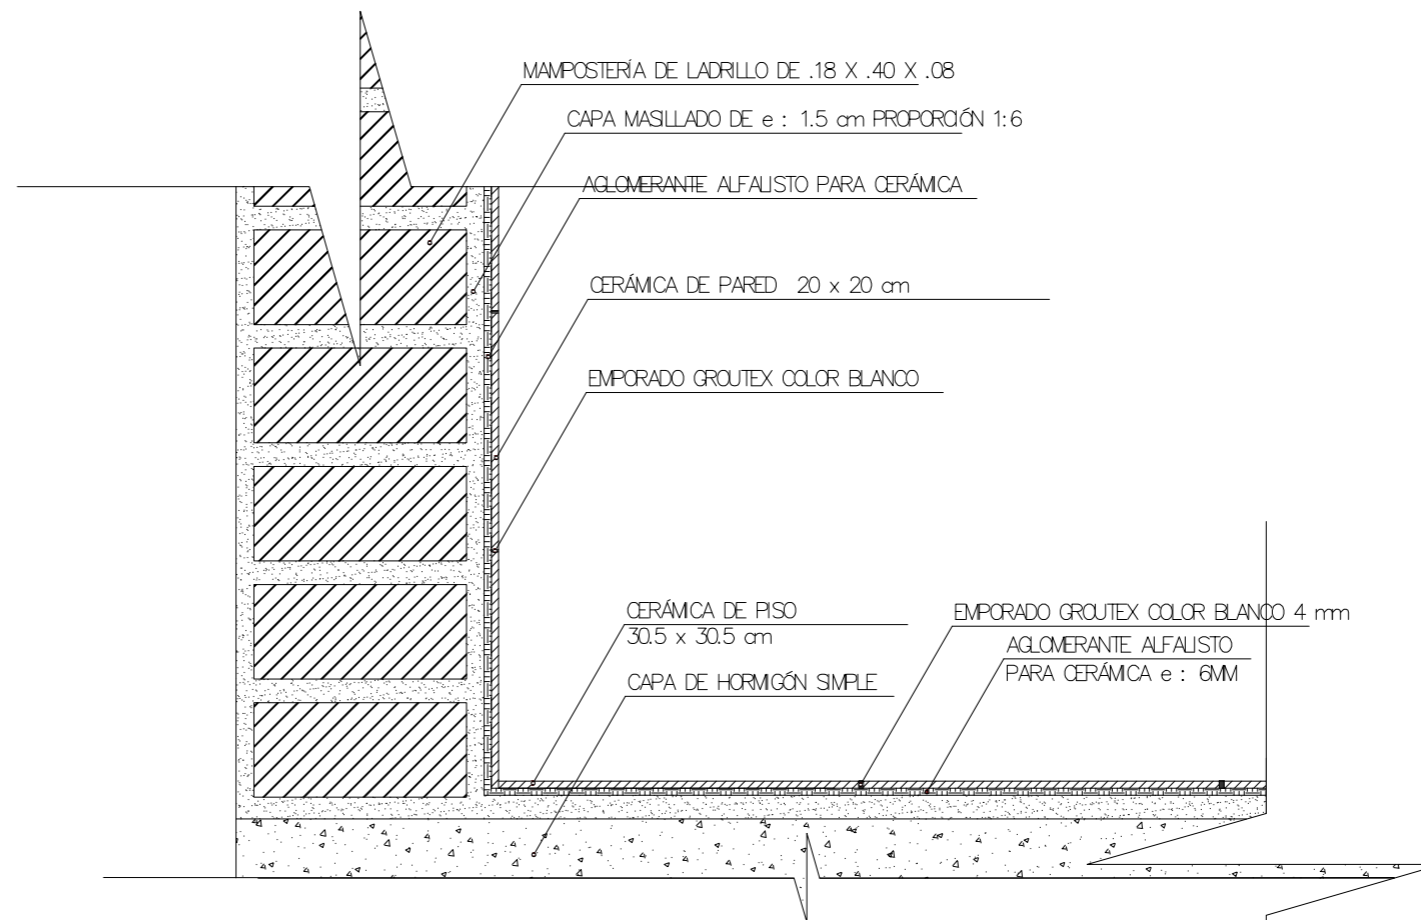 MAMPOSTERÍA DE LADRILLO DE .18 X .40 X .08
CAPA MASILLADO DE e : 1.5 cm PROPORCIÓN 1:6
AGLOMERANTE ALFALISTO PARA CERÁMICA
CERÁMICA DE PARED 20 x 20 cm
EMPORADO GROUTEX COLOR BLANCO
CERÁMICA DE PISO
30.5 x 30.5 cm
EMPORADO GROUTEX COLOR BLANCO 4 mm
AGLOMERANTE ALFALISTO
PARA CERÁMICA e : 6MM
CAPA DE HORMIGÓN SIMPLE